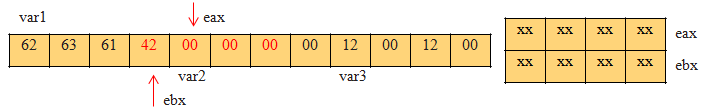 var1 eax
62 63 61 42 00 00 00 00 12 00 12 00
var2 var3
ebx
xx xx xx xx eax
xx xx xx xx ebx